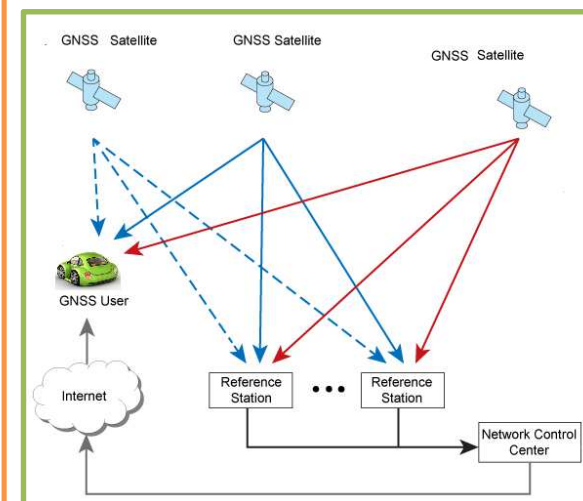 GNSS Satellite
GNSS Satellite
GNSS Satellite
GNSS User
Internet
Reference
Station
Reference
Station
Network Control
Center